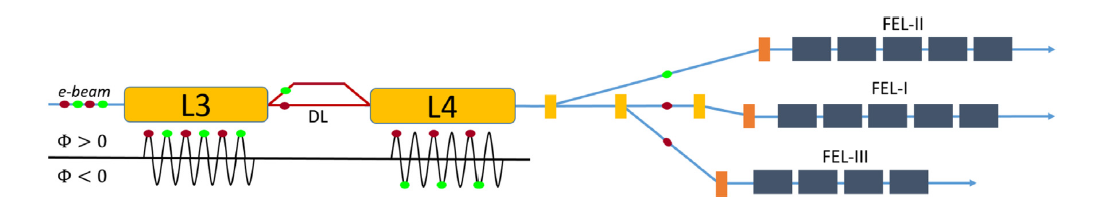 FEL-II
e-beam
L3
DL
L4
FEL-I
Φ > 0
Φ < 0
FEL-III